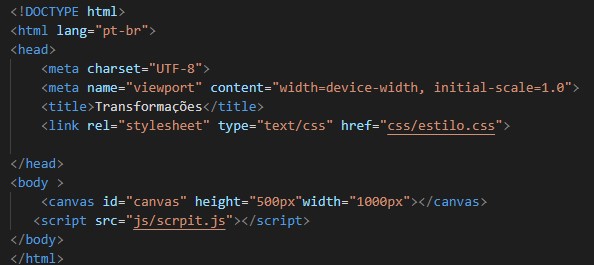 <!DOCTYPE html>
<html lang="pt-br">
<head>
    <meta charset="UTF-8">
    <meta name="viewport" content="width=device-width, initial-scale=1.0">
    <title>Transformações</title>
    <link rel="stylesheet" type="text/css" href="css/estilo.css">
</head>
<body >
    <canvas id="canvas" height="500px"width="1000px"></canvas>
   <script src="js/scrpit.js"></script>
</body>
</html>